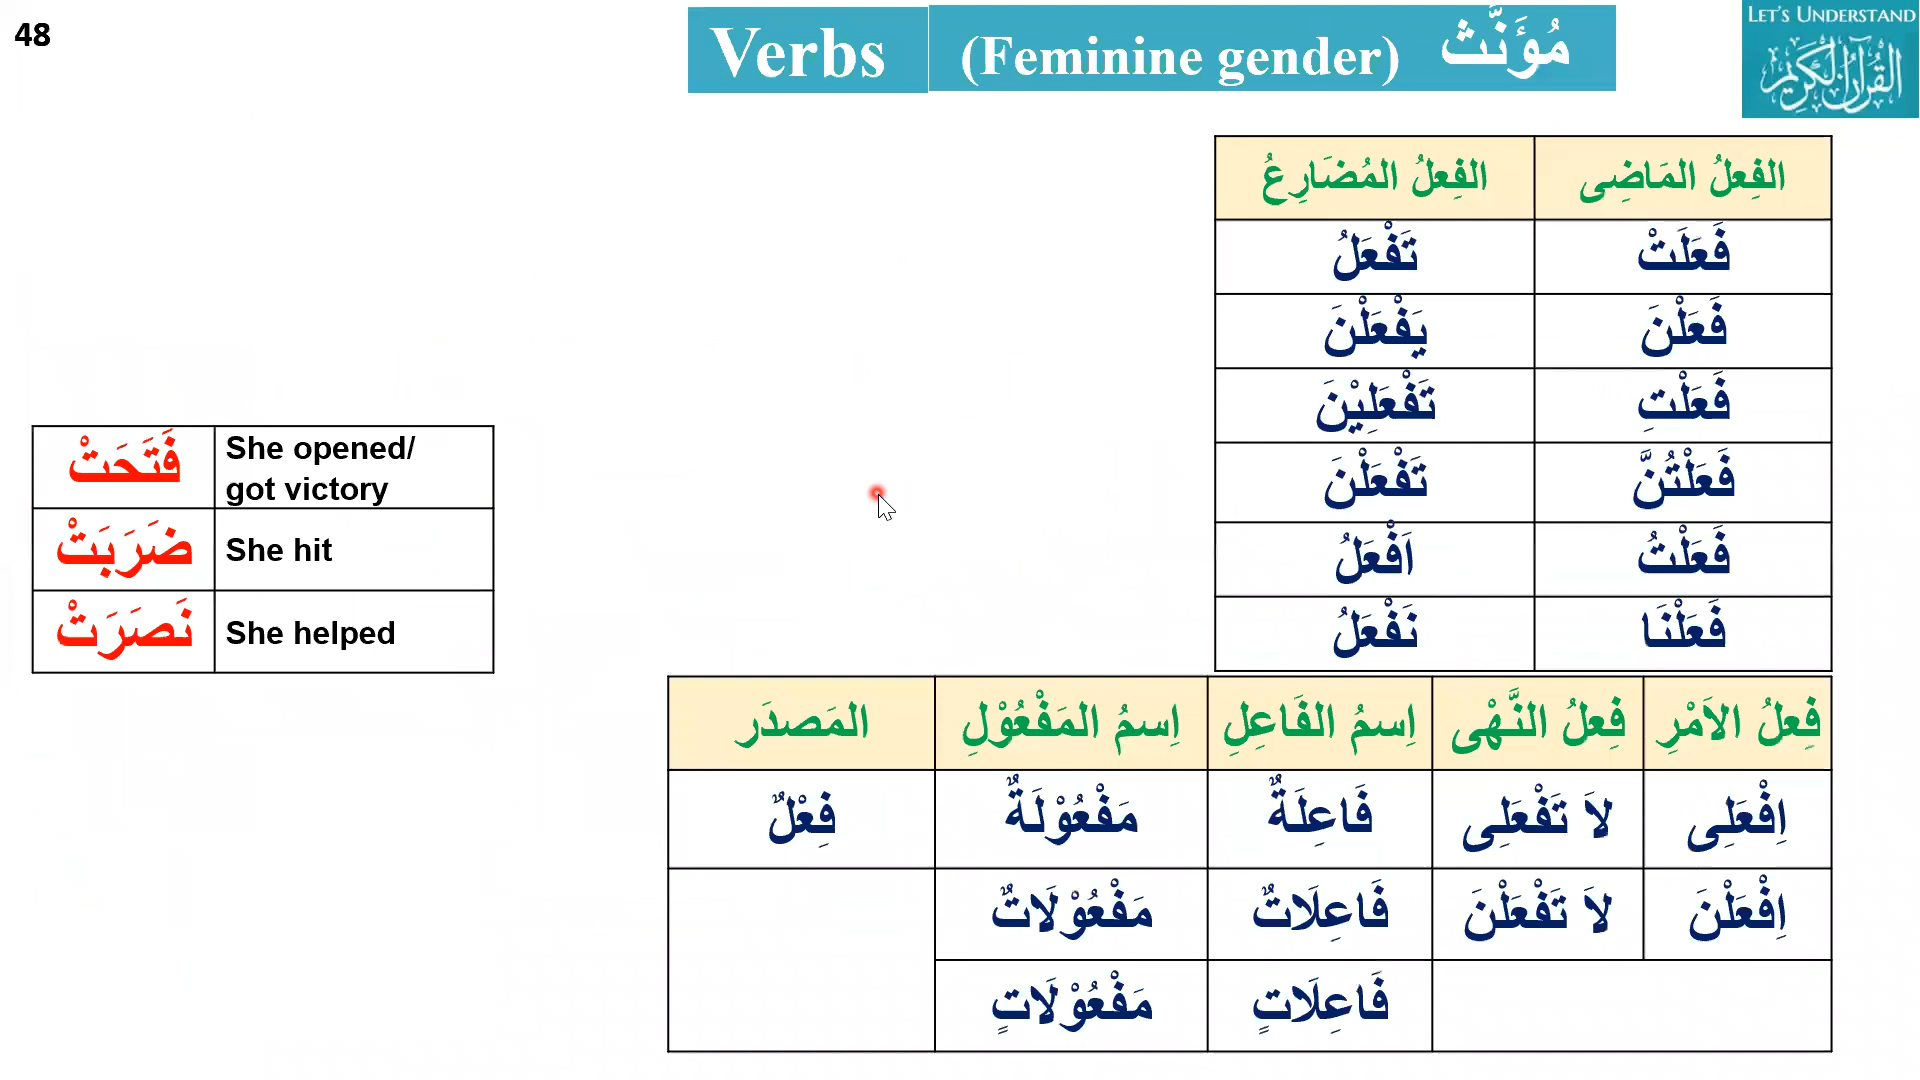 48
Verbs (Feminine gender) مُؤَنَّث
LET'S UNDERSTAND
القُرآنُ الكَرِيم
الفِعلُ المَاضِى الفِعلُ المُضَارِعُ
فَعَلَتْ تَفْعَلُ
فَعَلْنَ يَفْعَلْنَ
فَعَلْتِ تَفْعَلِيْنَ
فَعَلْتُنَّ تَفْعَلْنَ
فَعَلْتُ اَفْعَلُ
فَعَلْنَا نَفْعَلُ
فَتَحَتْ She opened/
got victory
ضَرَبَتْ She hit
نَصَرَتْ She helped
فِعلُ الاَمْرِ فِعلُ النَّهْى اِسمُ الفَاعِلِ اِسمُ المَفْعُوْلِ المَصدَر
اِفْعَلِى لاَ تَفْعَلِى فَاعِلَةٌ مَفْعُوْلَةٌ فِعْلٌ
اِفْعَلْنَ لاَ تَفْعَلْنَ فَاعِلَاتٌ مَفْعُوْلَاتٌ
فَاعِلَاتٍ مَفْعُوْلَاتٍ